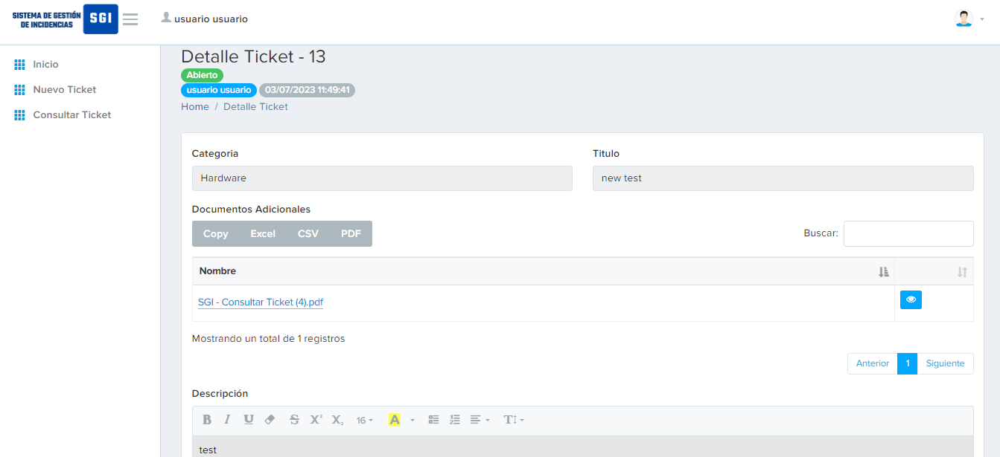 SISTEMA DE GESTIÓN
DE INCIDENCIAS
SGI
usuario usuario
Inicio
Nuevo Ticket
Consultar Ticket
Detalle Ticket - 13
Abierto
usuario usuario 03/07/2023 11:49:41
Home / Detalle Ticket
Categoria
Hardware
Titulo
new test
Documentos Adicionales
Copy Excel CSV PDF
Buscar:
Nombre
SGI - Consultar Ticket (4).pdf
Mostrando un total de 1 registros
Anterior 1 Siguiente
Descripción
B I U S X² X₂ 16 A T
test